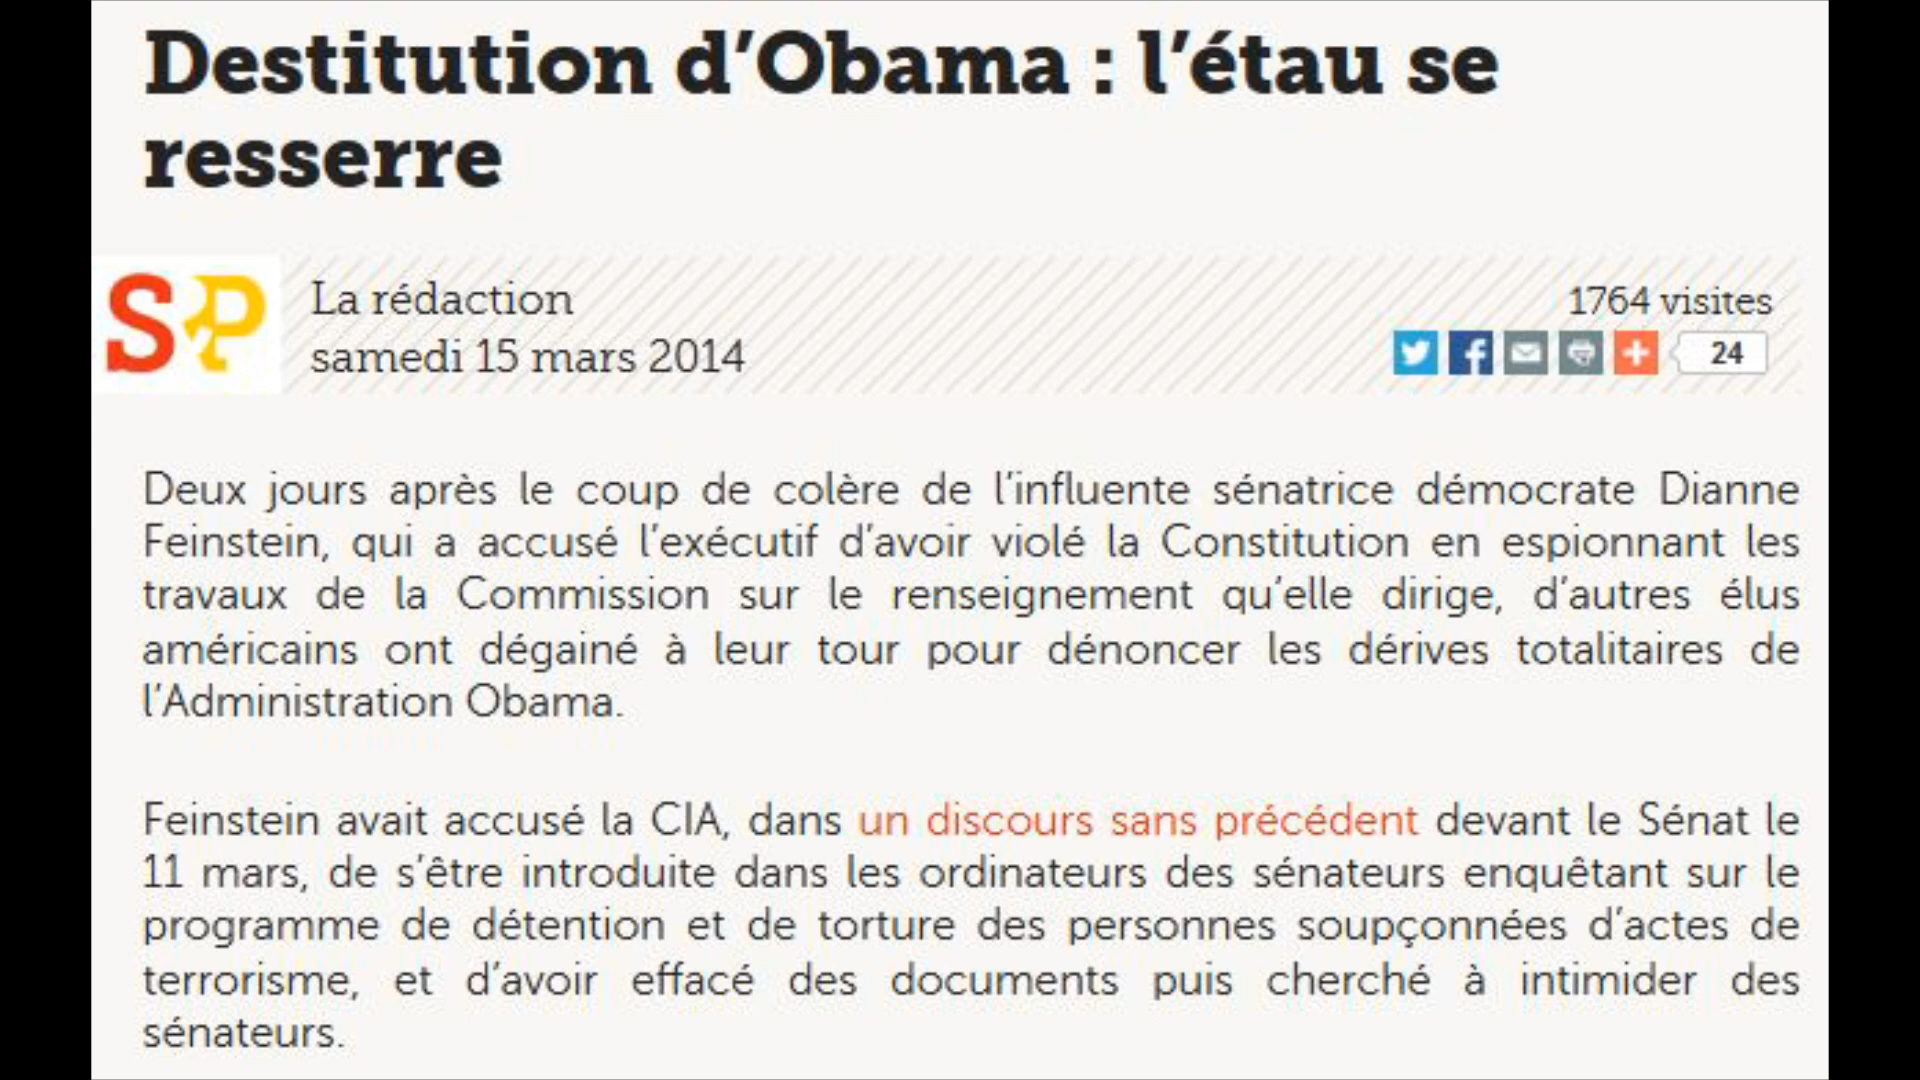 Destitution d'Obama : l'étau se
resserre
SP
La rédaction
samedi 15 mars 2014
1764 visites
24
Deux jours après le coup de colère de l'influente sénatrice démocrate Dianne
Feinstein, qui a accusé l'exécutif d'avoir violé la Constitution en espionnant les
travaux de la Commission sur le renseignement qu'elle dirige, d'autres élus
américains ont dégainé à leur tour pour dénoncer les dérives totalitaires de
l'Administration Obama.
Feinstein avait accusé la CIA, dans un discours sans précédent devant le Sénat le
11 mars, de s'être introduite dans les ordinateurs des sénateurs enquêtant sur le
programme de détention et de torture des personnes soupçonnées d'actes de
terrorisme, et d'avoir effacé des documents puis cherché à intimider des
sénateurs.